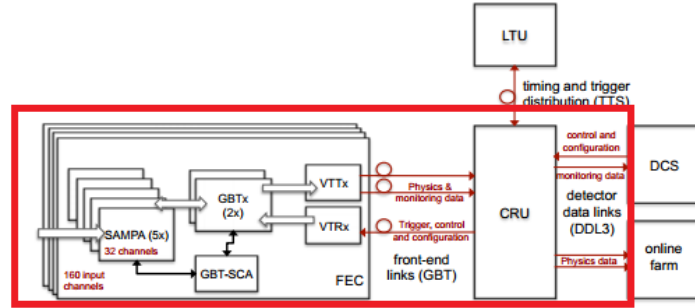 LTU
timing and trigger
distribution (TTS)
control and
configuration
monitoring data
DCS
VTTx
Physics &
monitoring data
GBTx
(2x)
CRU
detector
data links
(DDL3)
VTRx
Trigger, control
and configuration
SAMPA (5x)
32 channels
front-end
links (GBT)
online
farm
Physics data
160 input
channels
GBT-SCA
FEC